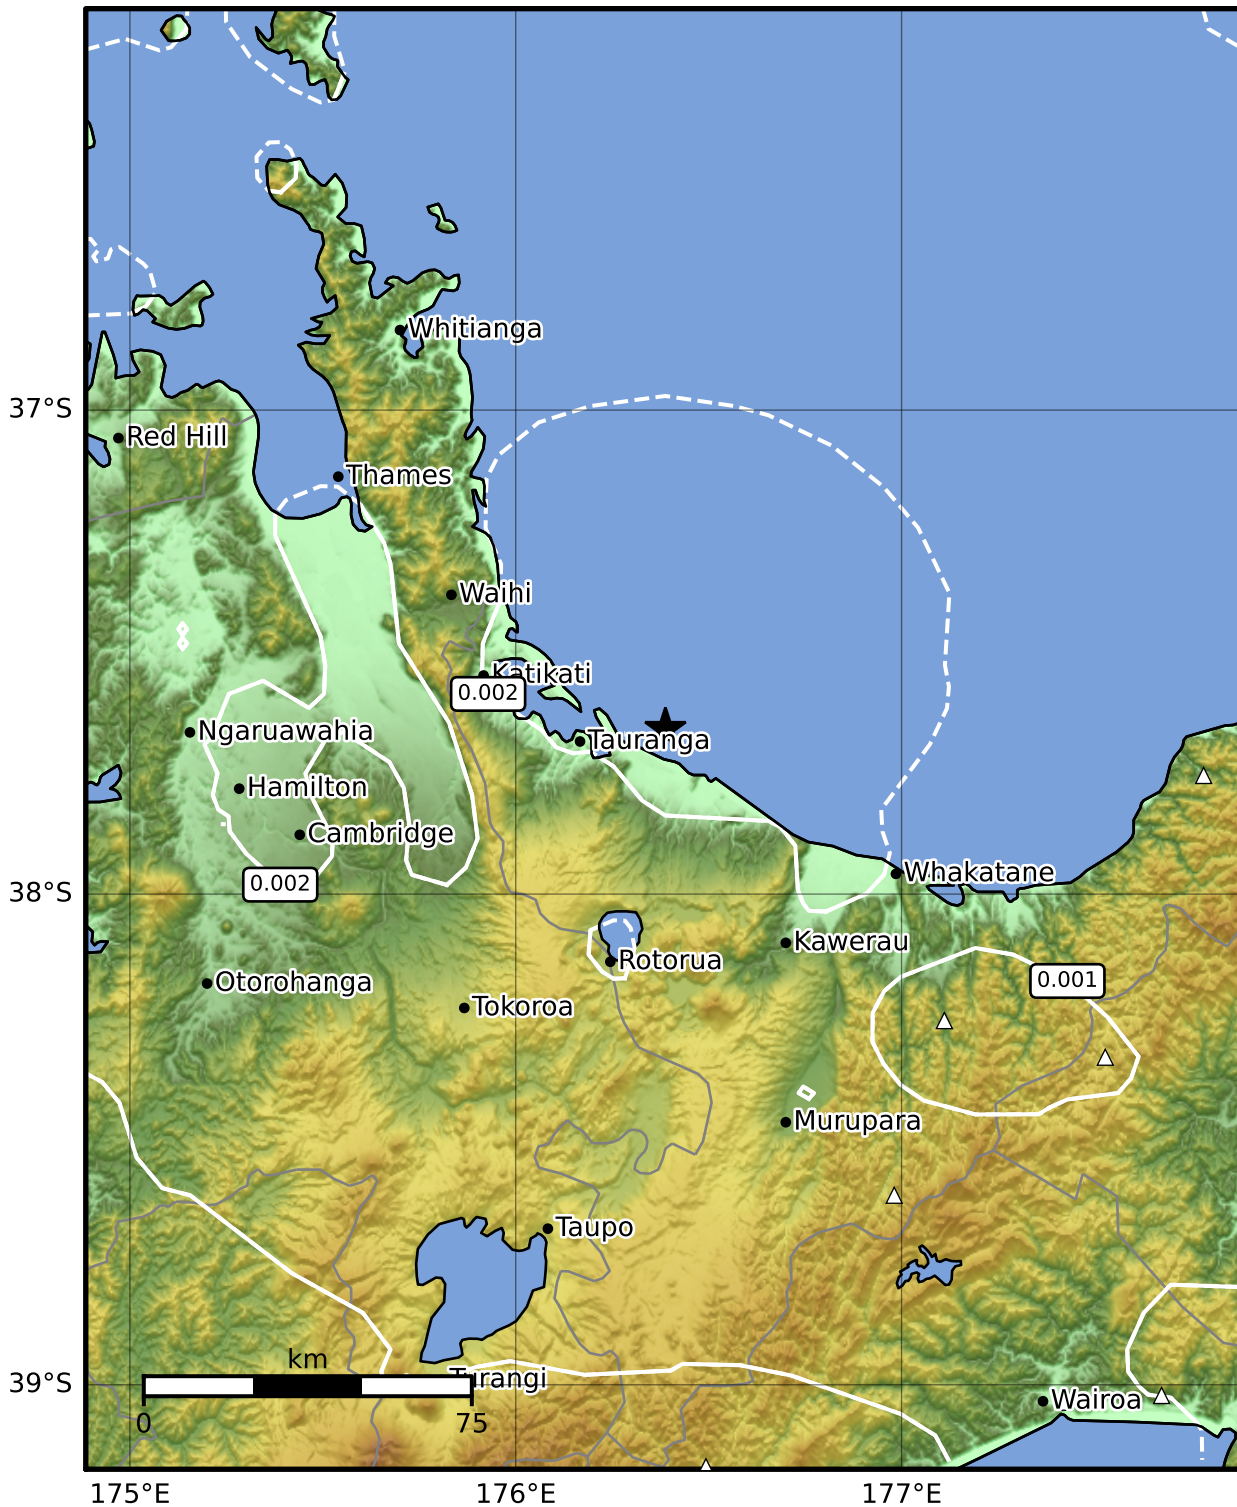 Whitianga
37°S
Red Hill
Thames
Waihi
Katikati
0.002
Ngaruawahia
Tauranga
Hamilton
Cambridge
Whakatane
0.002
38°S
Kawerau
Rotorua
0.001
Otorohanga
Tokoroa
Murupara
Taupo
km
Turangi
39°S
Wairoa
0
75
175°E
176°E
177°E